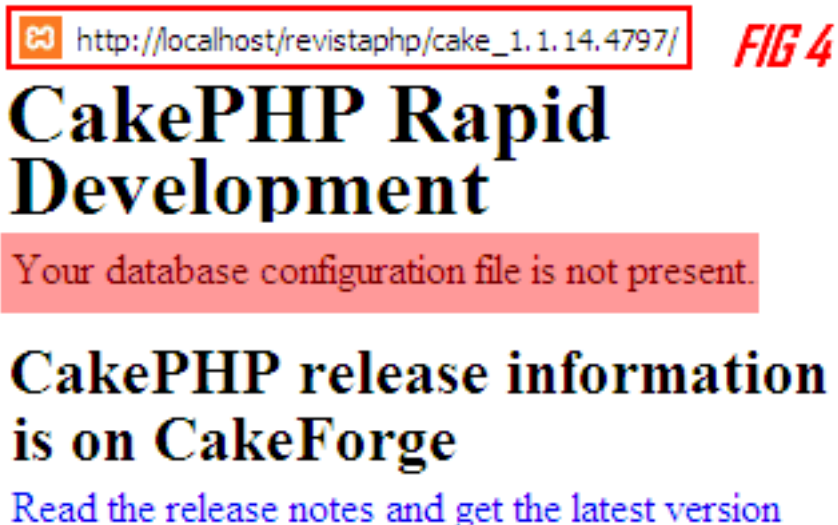 http://localhost/revistaphp/cake_1.1.14.4797/
FIG 4
CakePHP Rapid
Development
Your database configuration file is not present.
CakePHP release information
is on CakeForge
Read the release notes and get the latest version